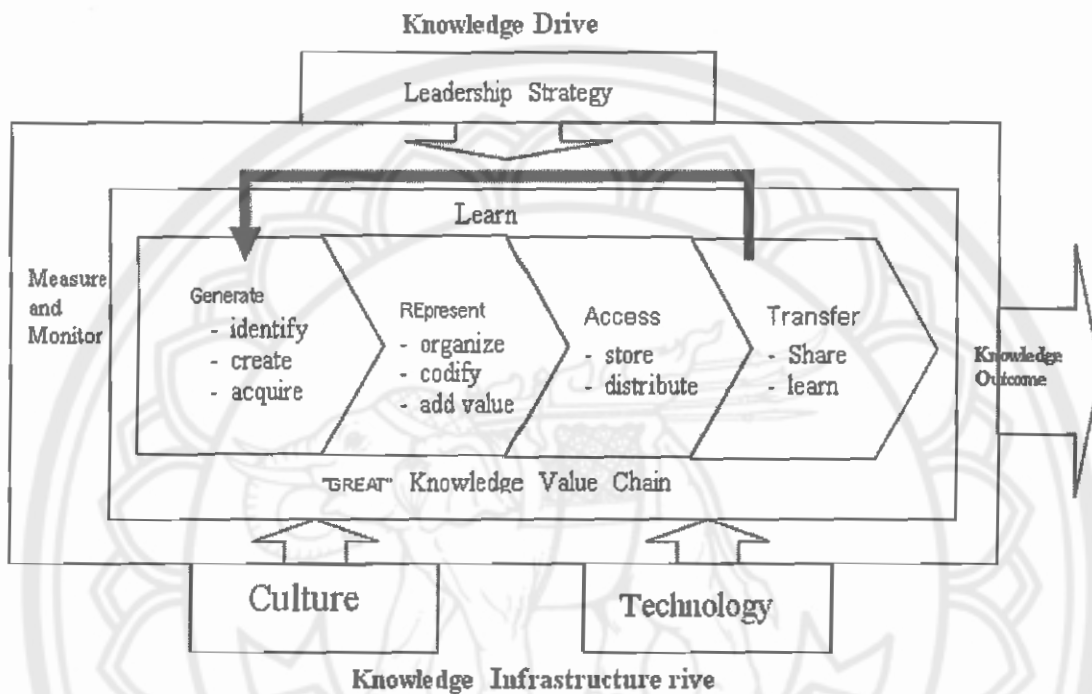 Knowledge Drive
Leadership Strategy
Learn
Measure
and
Monitor
Generate
- identify
- create
- acquire
REpresent
- organize
- codify
- add value
Access
- store
- distribute
Transfer
- Share
- learn
Knowledge
Outcome
"GREAT" Knowledge Value Chain
Culture
Technology
Knowledge Infrastructure rive